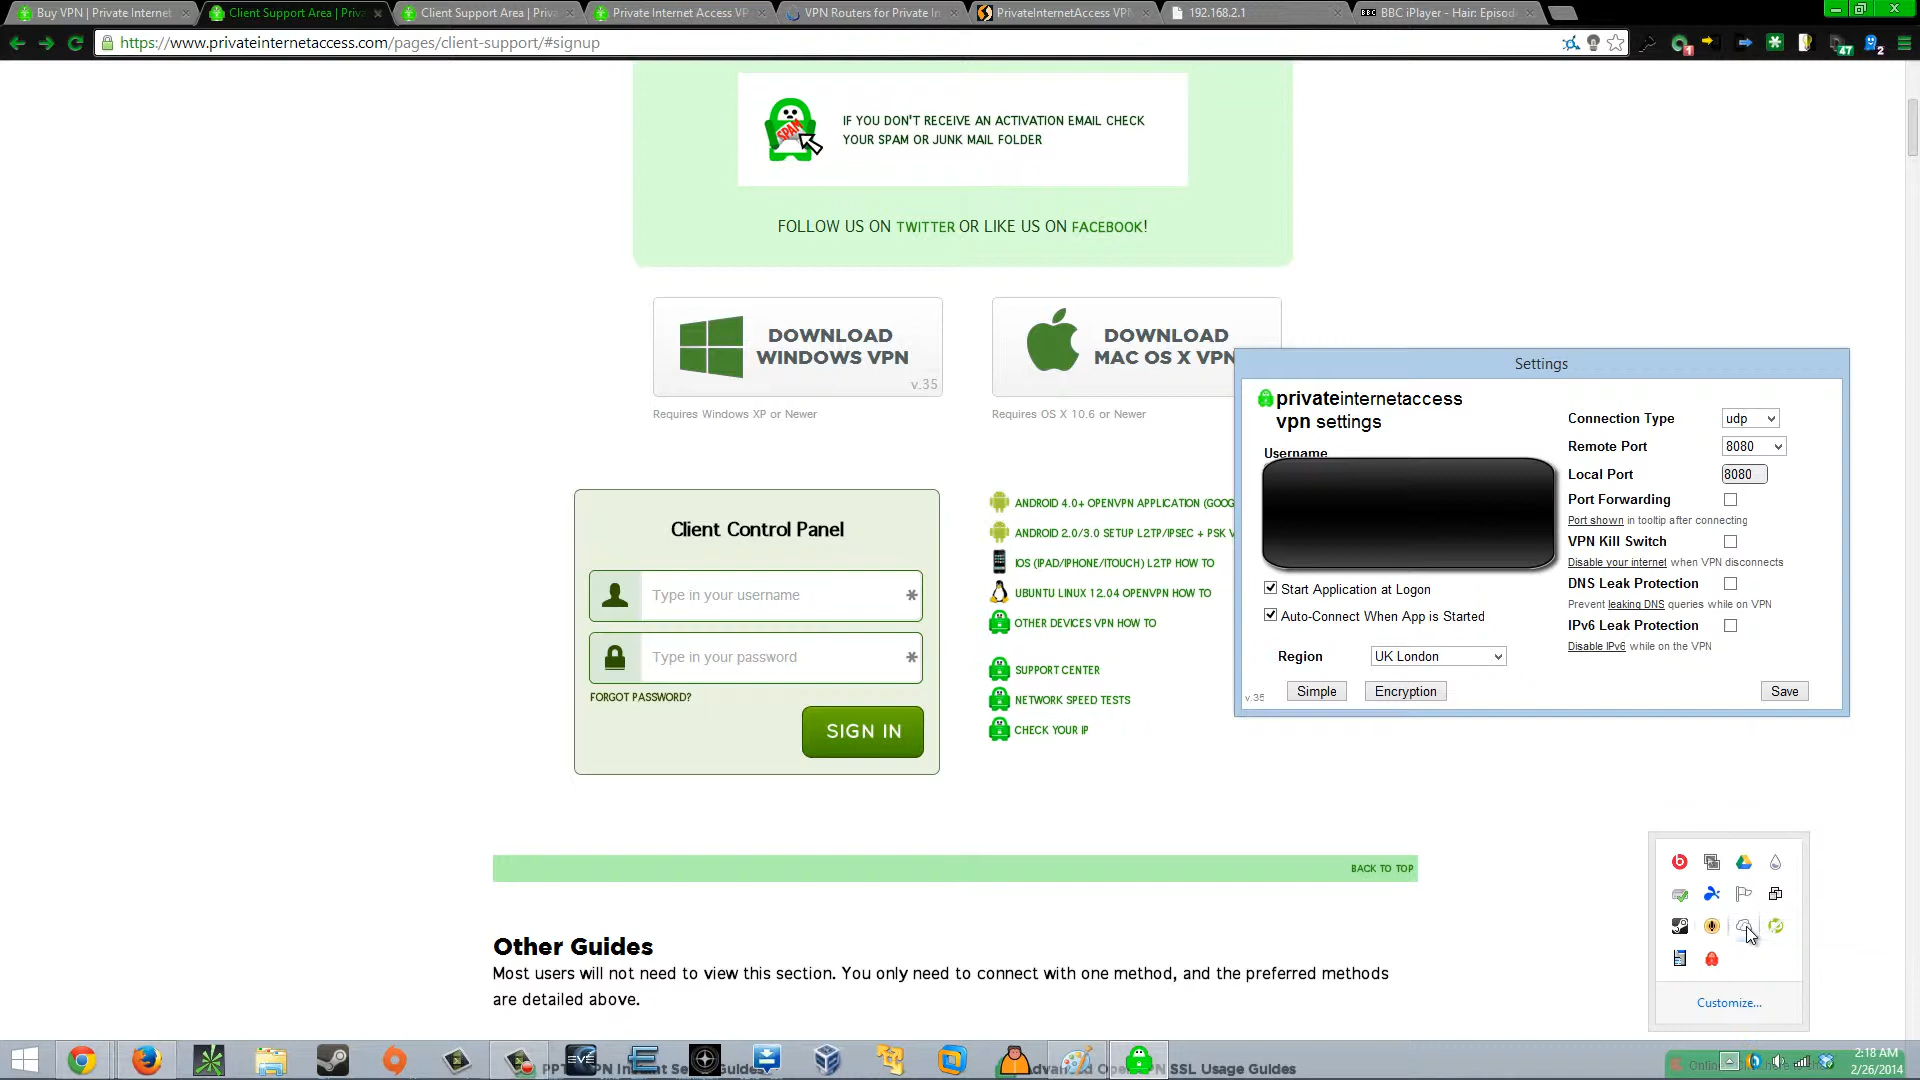 Buy VPN | Private Internet
Client Support Area | Priva
Client Support Area | Priva
Private Internet Access VP
VPN Routers for Private In
PrivateInternetAccess VPN
192.168.2.1
BBC iPlayer - Hair: Episod
https://www.privateinternetaccess.com/pages/client-support/#signup
1
47
2
SPAM
IF YOU DON'T RECEIVE AN ACTIVATION EMAIL CHECK
YOUR SPAM OR JUNK MAIL FOLDER
FOLLOW US ON TWITTER OR LIKE US ON FACEBOOK!
DOWNLOAD
WINDOWS VPN
v.35
Requires Windows XP or Newer
DOWNLOAD
MAC OS X VPN
Requires OS X 10.6 or Newer
Client Control Panel
Type in your username
Type in your password
FORGOT PASSWORD?
SIGN IN
ANDROID 4.0+ OPENVPN APPLICATION (GOOG
ANDROID 2.0/3.0 SETUP L2TP/IPSEC + PSK V
IOS (IPAD/IPHONE/ITOUCH) L2TP HOW TO
UBUNTU LINUX 12.04 OPENVPN HOW TO
OTHER DEVICES VPN HOW TO
SUPPORT CENTER
NETWORK SPEED TESTS
CHECK YOUR IP
Settings
privateinternetaccess
vpn settings
Username
Start Application at Logon
Auto-Connect When App is Started
Region
UK London
v.35
Simple
Encryption
Connection Type
udp
Remote Port
8080
Local Port
8080
Port Forwarding
Port shown in tooltip after connecting
VPN Kill Switch
Disable your internet when VPN disconnects
DNS Leak Protection
Prevent leaking DNS queries while on VPN
IPv6 Leak Protection
Disable IPv6 while on the VPN
Save
BACK TO TOP
Other Guides
Most users will not need to view this section. You only need to connect with one method, and the preferred methods
are detailed above.
Customize...
EVE
SSL Usage Guides
2:18 AM
2/26/2014